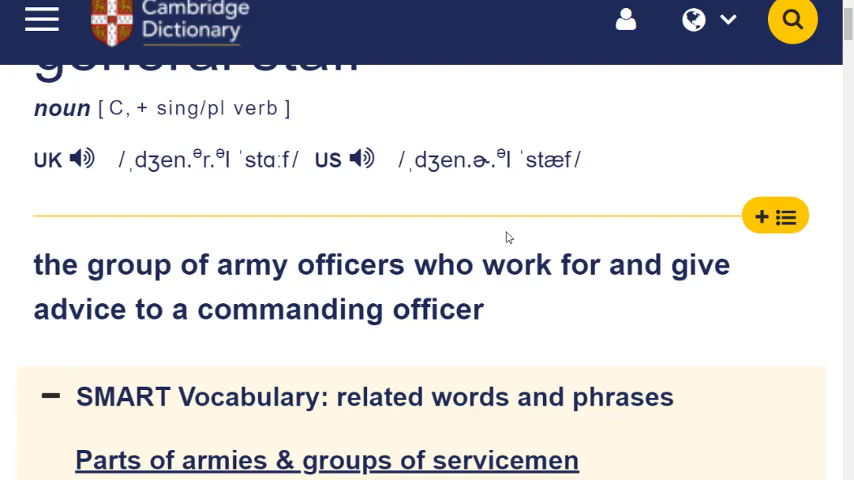 Cambridge
Dictionary
general staff
noun [ C, + sing/pl verb ]
UK /ˌdʒen.ᵊr.ᵊl ˈstɑːf/ US /ˌdʒen.ɚ.ᵊl ˈstæf/
the group of army officers who work for and give
advice to a commanding officer
SMART Vocabulary: related words and phrases
Parts of armies & groups of servicemen